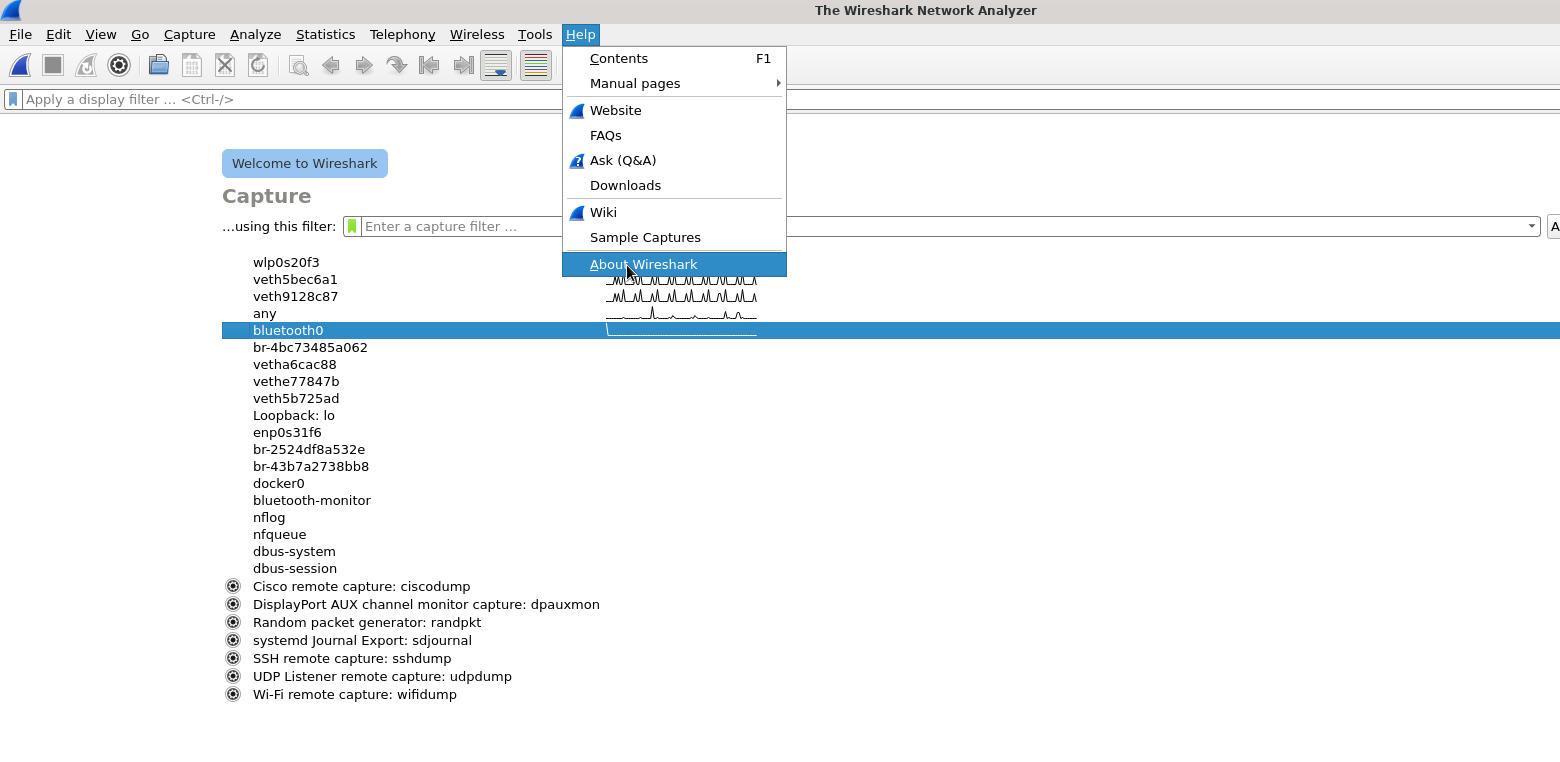 The Wireshark Network Analyzer
File Edit View Go Capture Analyze Statistics Telephony Wireless Tools Help
Contents F1
Manual pages
Apply a display filter … <Ctrl-/>
Website
FAQs
Ask (Q&A)
Downloads
Wiki
Sample Captures
About Wireshark
Welcome to Wireshark
Capture
…using this filter: Enter a capture filter … A
wlp0s20f3
veth5bec6a1
veth9128c87
any
bluetooth0
br-4bc73485a062
vetha6cac88
vethe77847b
veth5b725ad
Loopback: lo
enp0s31f6
br-2524df8a532e
br-43b7a2738bb8
docker0
bluetooth-monitor
nflog
nfqueue
dbus-system
dbus-session
Cisco remote capture: ciscodump
DisplayPort AUX channel monitor capture: dpauxmon
Random packet generator: randpkt
systemd Journal Export: sdjournal
SSH remote capture: sshdump
UDP Listener remote capture: udpdump
Wi-Fi remote capture: wifidump